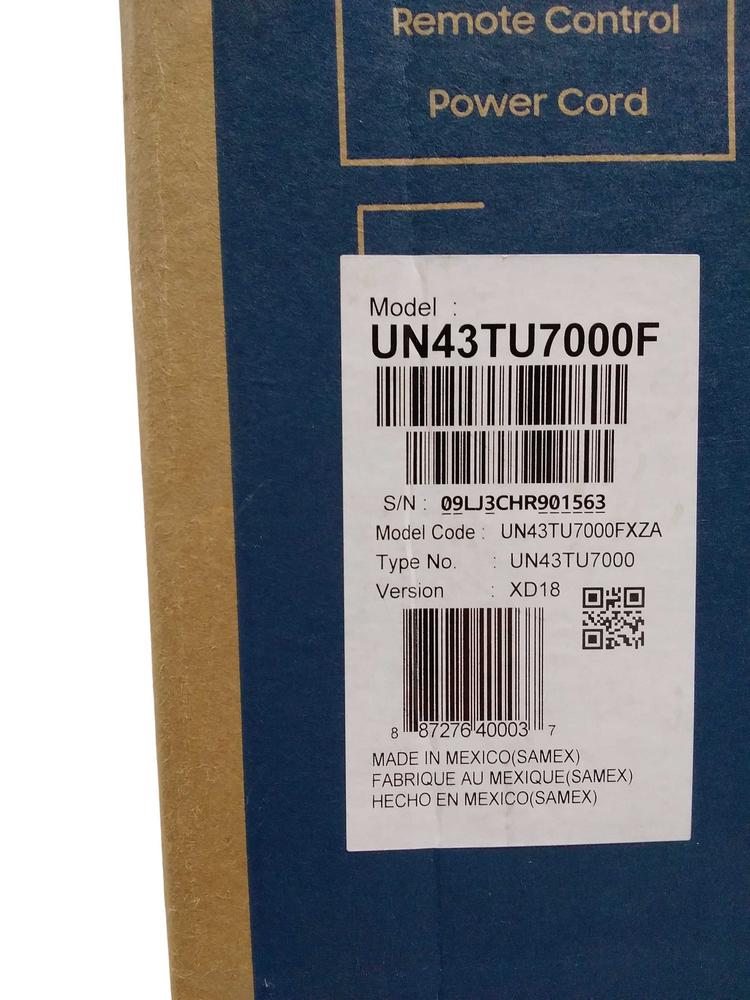 Remote Control
Power Cord
Model :
UN43TU7000F
S/N : 09LJ3CHR901563
Model Code : UN43TU7000FXZA
Type No. : UN43TU7000
Version : XD18
8 87276 40003 7
MADE IN MEXICO(SAMEX)
FABRIQUE AU MEXIQUE(SAMEX)
HECHO EN MEXICO(SAMEX)